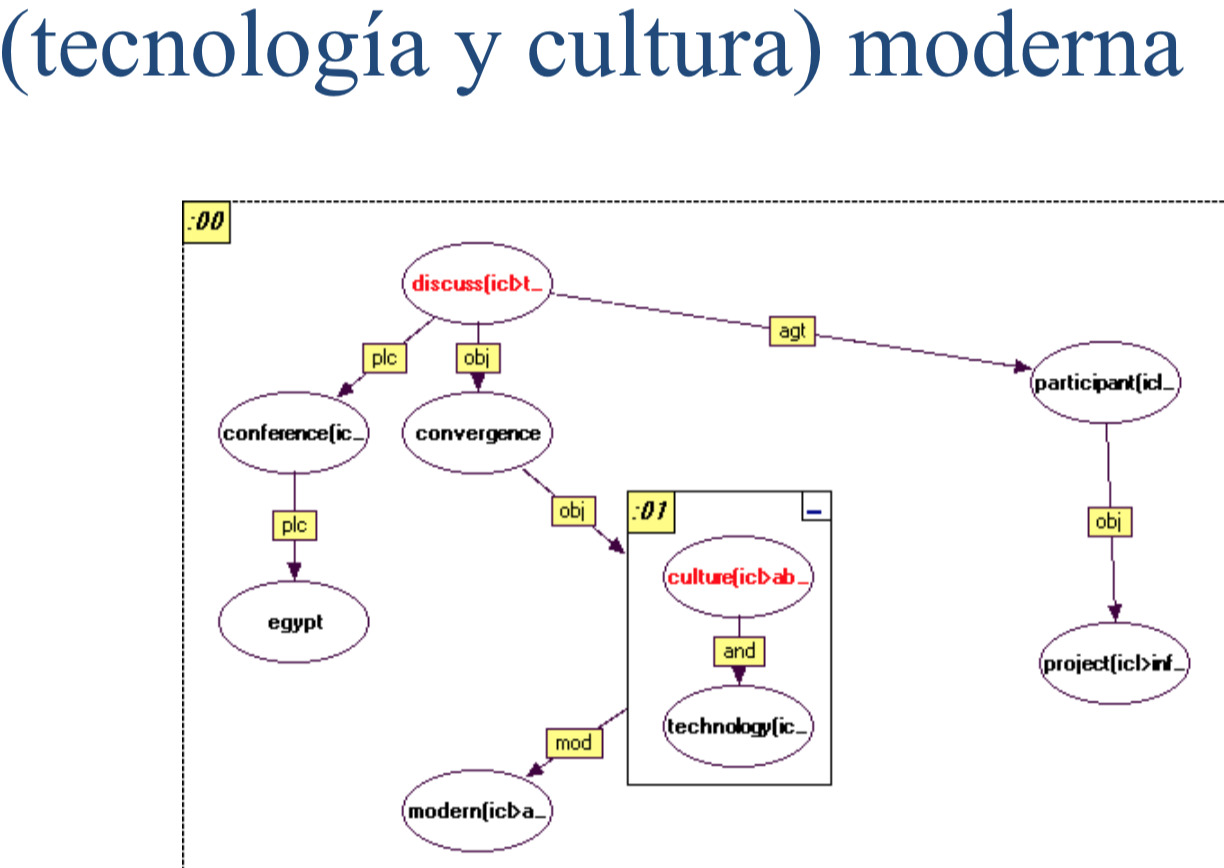 (tecnología y cultura) moderna
:00
discuss(icl>t_
agt
plc
obj
participant(icl_
conference(ic_
convergence
obj
:01
obj
plc
culture(icl>ab_
egypt
and
project(icl>inf_
technology(ic_
mod
modern(icl>a_